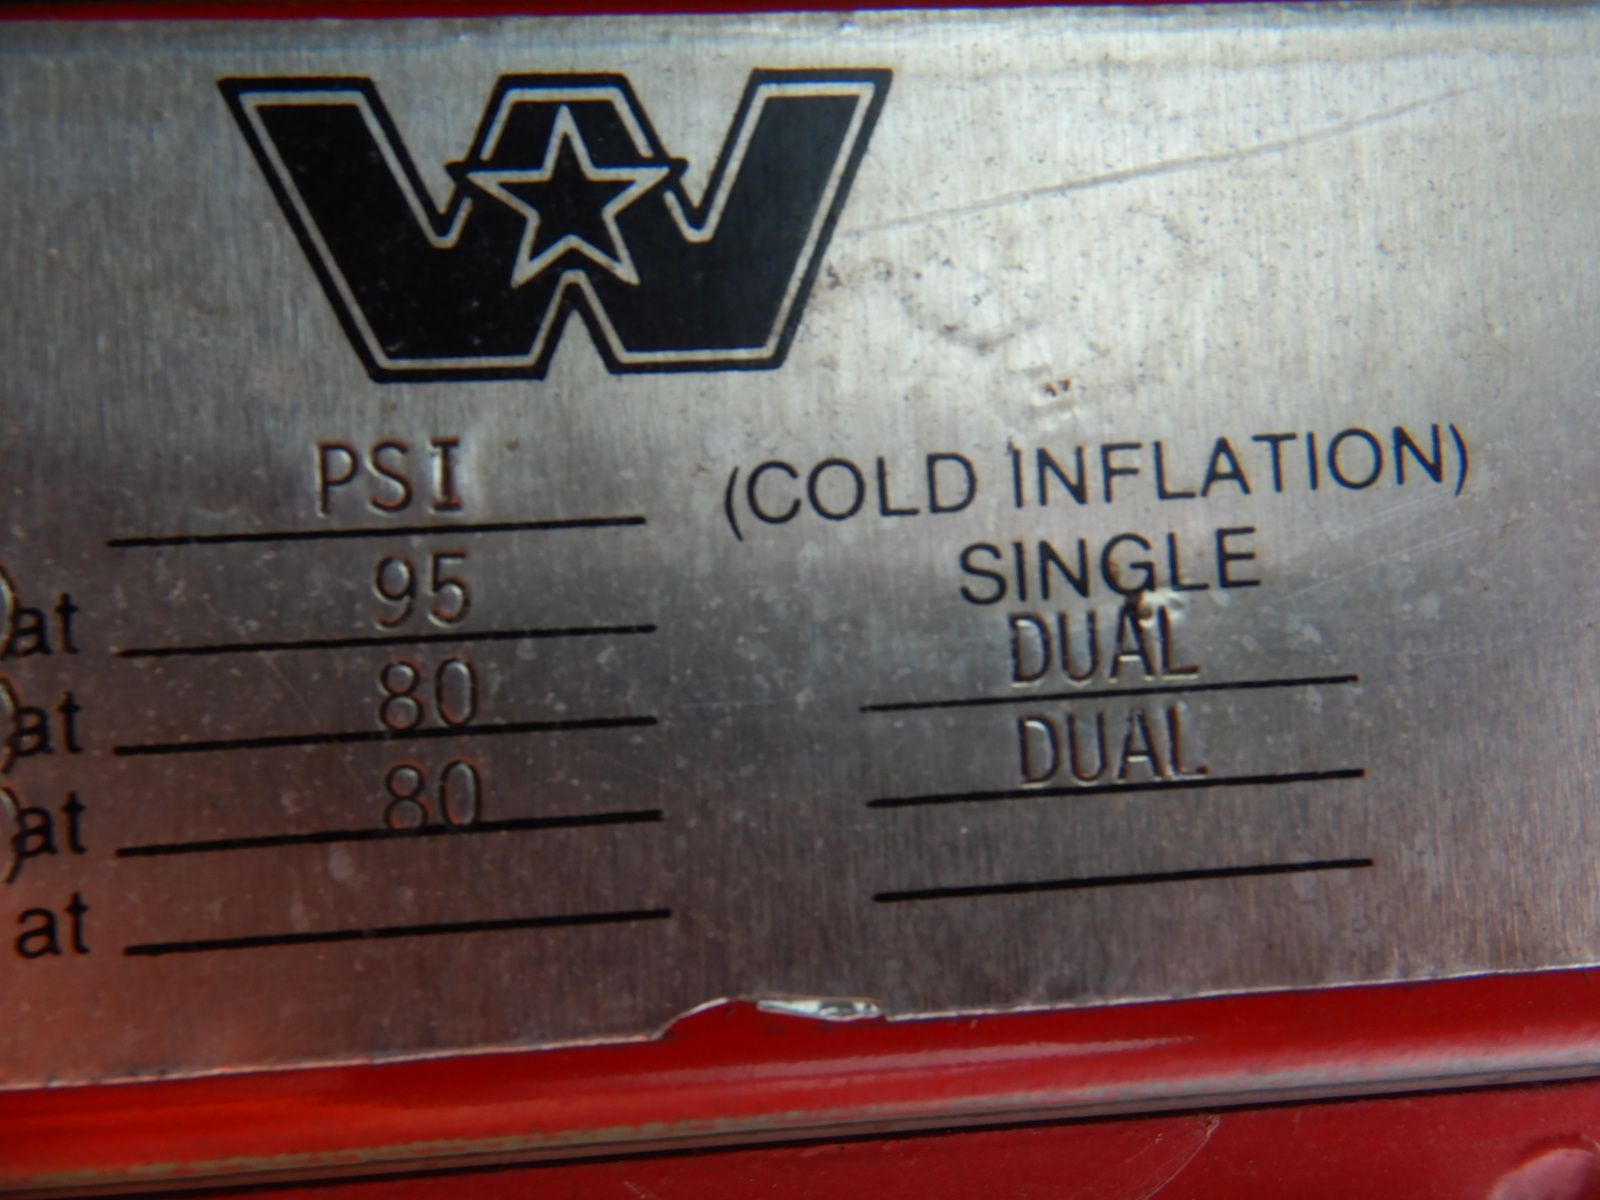 W
PSI (COLD INFLATION)
) at 95 SINGLE
) at 80 DUAL
) at 80 DUAL
at